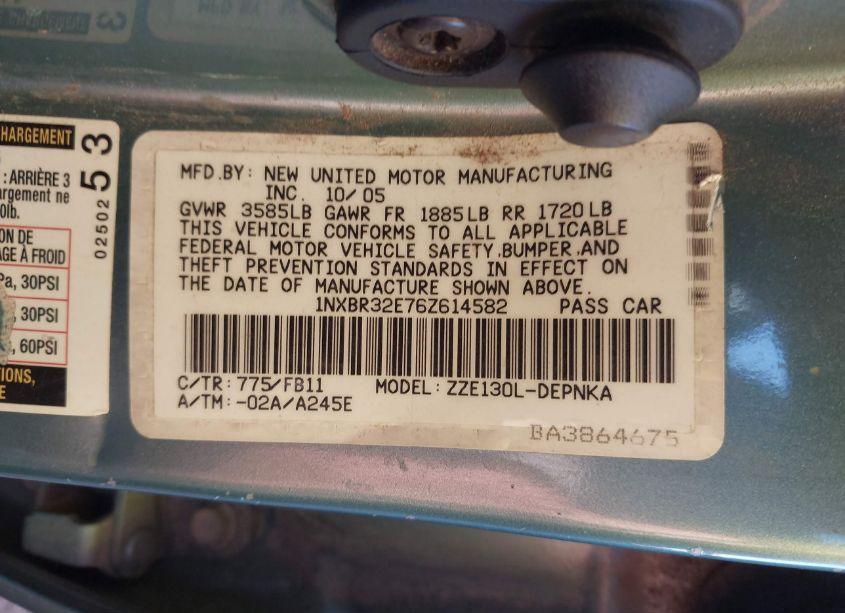 HARGEMENT
: ARRIÈRE 3
argement ne
0lb.
ON DE
AGE À FROID
Pa, 30PSI
, 30PSI
, 60PSI
TIONS,
E
02502
53
MFD.BY: NEW UNITED MOTOR MANUFACTURING
INC. 10/05
GVWR 3585LB GAWR FR 1885LB RR 1720LB
THIS VEHICLE CONFORMS TO ALL APPLICABLE
FEDERAL MOTOR VEHICLE SAFETY,BUMPER,AND
THEFT PREVENTION STANDARDS IN EFFECT ON
THE DATE OF MANUFACTURE SHOWN ABOVE.
1NXBR32E76Z614582 PASS CAR
C/TR: 775/FB11 MODEL: ZZE130L-DEPNKA
A/TM: -02A/A245E
BA3864675